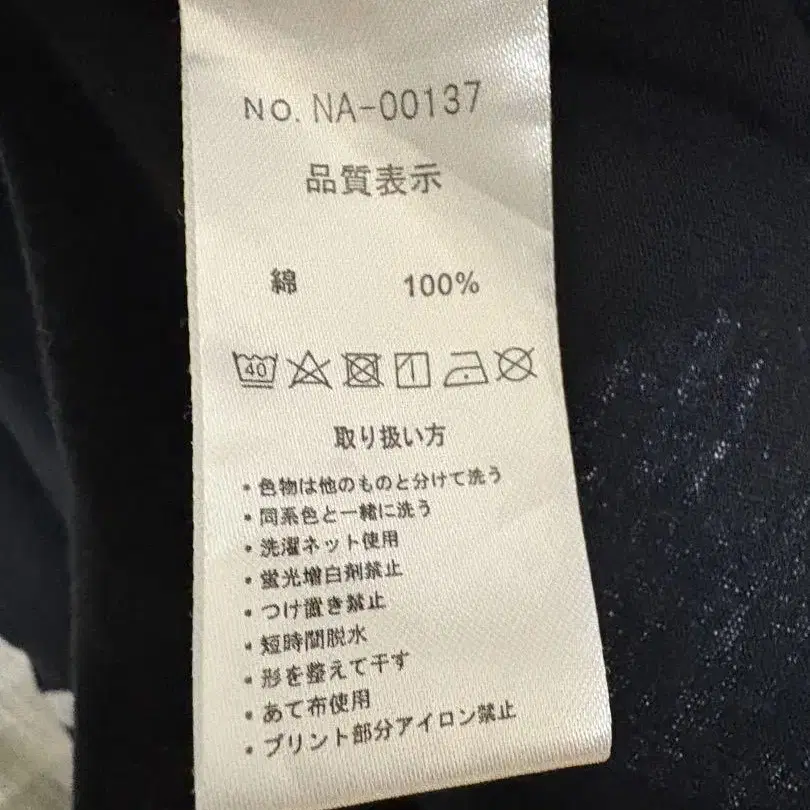 NO. NA-00137
品質表示
綿 100%
40
取り扱い方
・色物は他のものと分けて洗う
・同系色と一緒に洗う
・洗濯ネット使用
・蛍光増白剤禁止
・つけ置き禁止
・短時間脱水
・形を整えて干す
・あて布使用
・プリント部分アイロン禁止